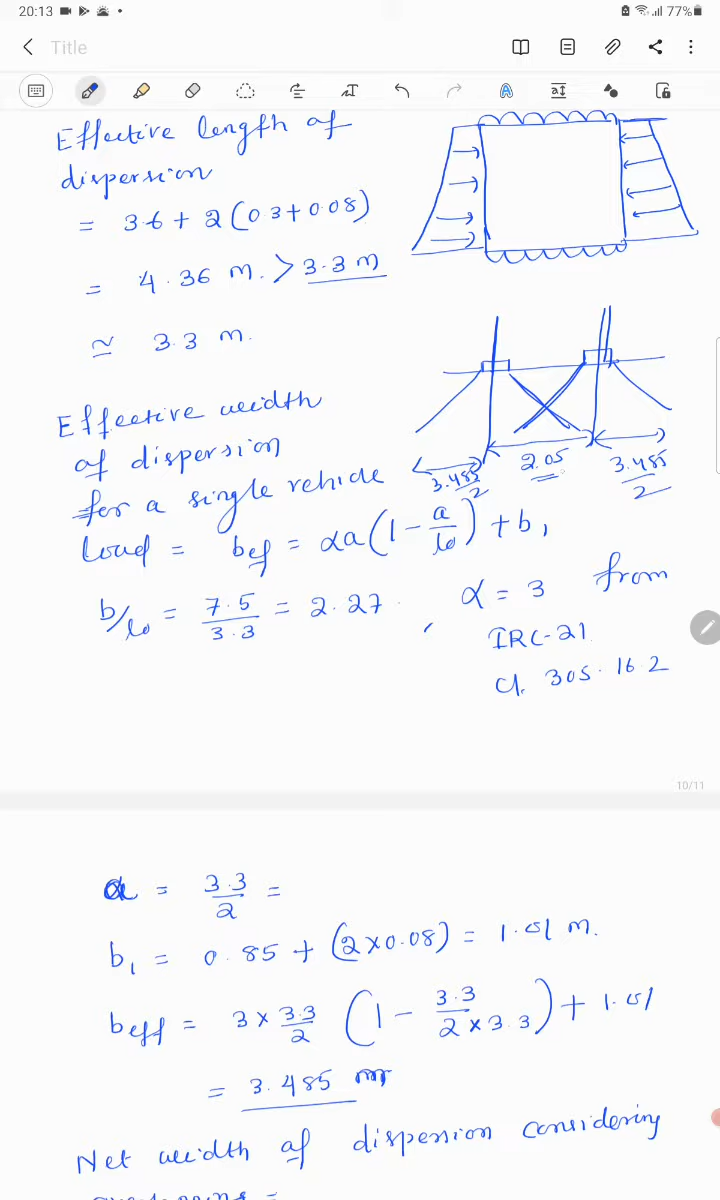 20:13
77%
Title
Effective length of
dispersion
= 3.6 + 2 (0.3+0.08)
= 4.36 m. > 3.3 m
≃ 3.3 m.
Effective width
of dispersion
for a single vehicle
load = bef = αa(1 - a/lo) + b1
2.05
3.485/2
3.485/2
b/lo = 7.5/3.3 = 2.27, α = 3 from
IRC-21
Cl. 305.16.2
10/11
a = 3.3/2 =
b1 = 0.85 + (2×0.08) = 1.01 m.
beff = 3 × 3.3/2 (1 - 3.3/2×3.3) + 1.01
= 3.485 m
Net width of dispersion considering